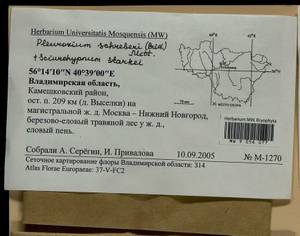 Herbarium Universitatis Mosquensis (MW)
Pleurozium schreberi (Brid.) Mitt.
+ Sciurohypnum starkei
56°14'10"N 40°39'00"E
Владимирская область,
Камешковский район,
ост. п. 209 км (д. Выселки) на
магистральной ж. д. Москва – Нижний Новгород,
березово-еловый травяной лес у ж. д.,
еловый пень.
Собрали А. Серёгин, И. Привалова 10.09.2005 № M-1270
Сеточное картирование флоры Владимирской области: 314
Atlas Florae Europaeae: 37-V-FC2
Herbarium MW, Bryophyta